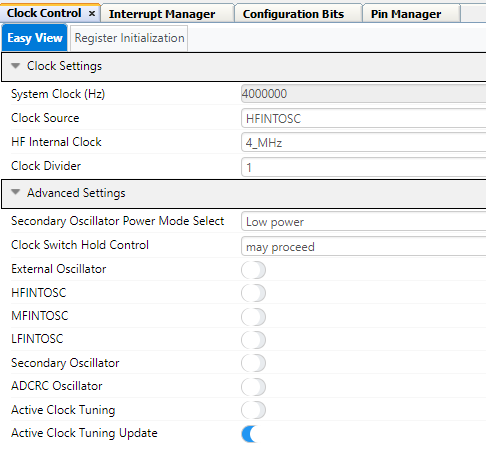 Clock Control × Interrupt Manager Configuration Bits Pin Manager
Easy View Register Initialization
Clock Settings
System Clock (Hz) 4000000
Clock Source HFINTOSC
HF Internal Clock 4_MHz
Clock Divider 1
Advanced Settings
Secondary Oscillator Power Mode Select Low power
Clock Switch Hold Control may proceed
External Oscillator
HFINTOSC
MFINTOSC
LFINTOSC
Secondary Oscillator
ADCRC Oscillator
Active Clock Tuning
Active Clock Tuning Update